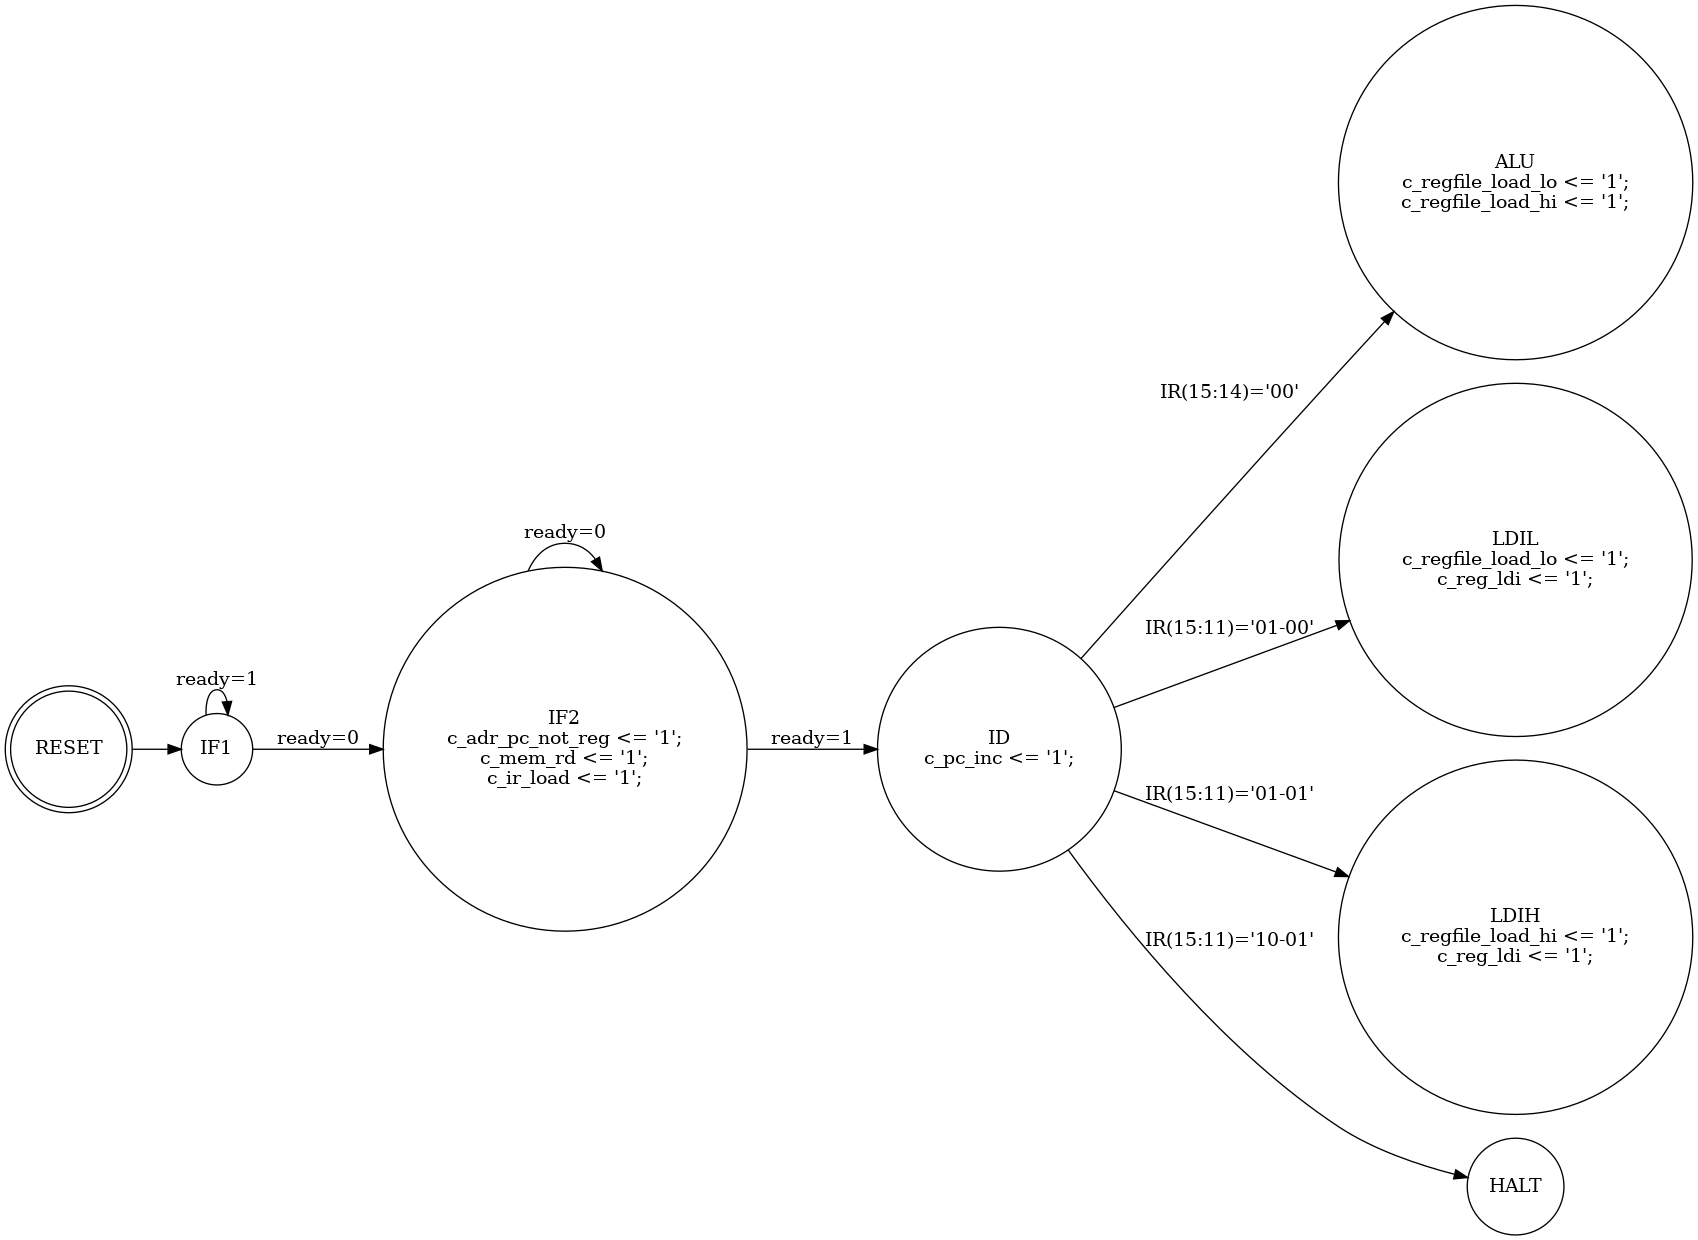 RESET
ready=1
IF1
ready=0
ready=0
IF2
c_adr_pc_not_reg <= '1';
c_mem_rd <= '1';
c_ir_load <= '1';
ready=1
ID
c_pc_inc <= '1';
IR(15:14)='00'
ALU
c_regfile_load_lo <= '1';
c_regfile_load_hi <= '1';
IR(15:11)='01-00'
LDIL
c_regfile_load_lo <= '1';
c_reg_ldi <= '1';
IR(15:11)='01-01'
LDIH
c_regfile_load_hi <= '1';
c_reg_ldi <= '1';
IR(15:11)='10-01'
HALT